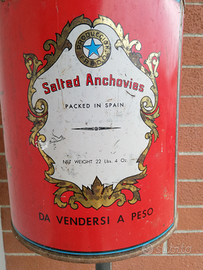 Salted Anchovies
PACKED IN SPAIN
NET WEIGHT 22 Lbs. 4 Oz.
DA VENDERSI A PESO